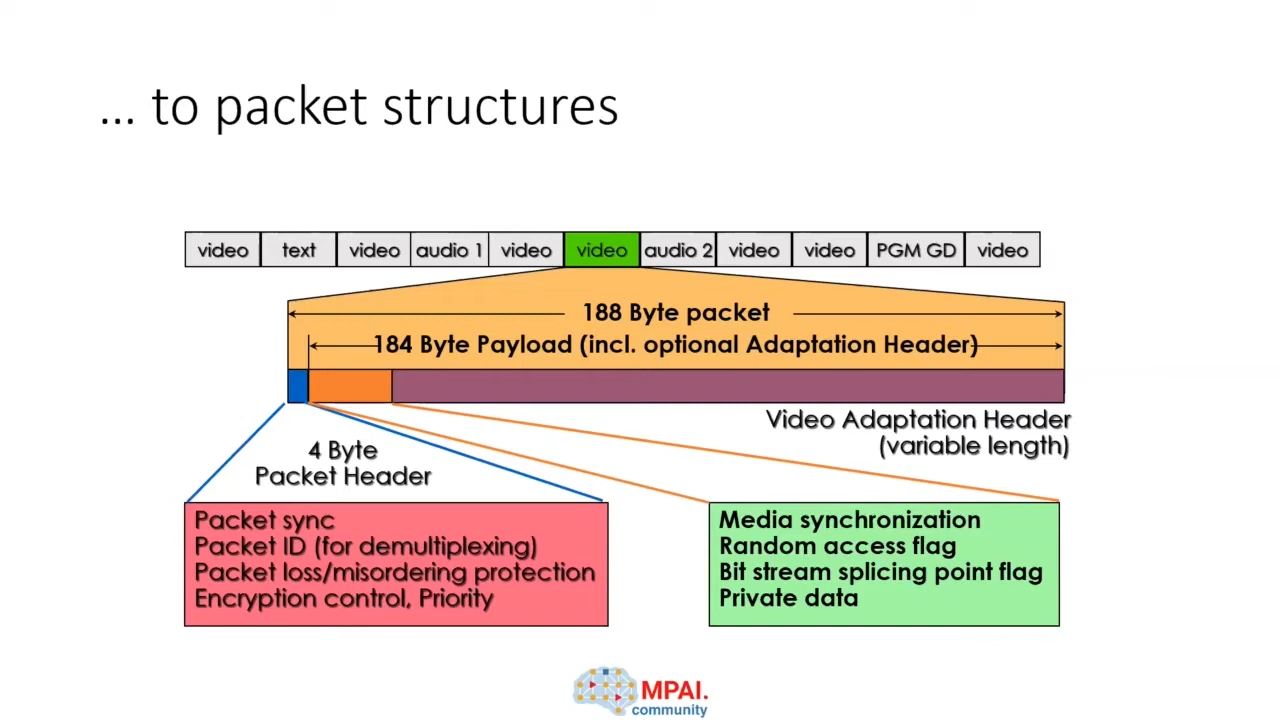 ... to packet structures
video text video audio 1 video video audio 2 video video PGM GD video
188 Byte packet
184 Byte Payload (incl. optional Adaptation Header)
Video Adaptation Header
(variable length)
4 Byte
Packet Header
Packet sync
Packet ID (for demultiplexing)
Packet loss/misordering protection
Encryption control, Priority
Media synchronization
Random access flag
Bit stream splicing point flag
Private data
MPAI.
community